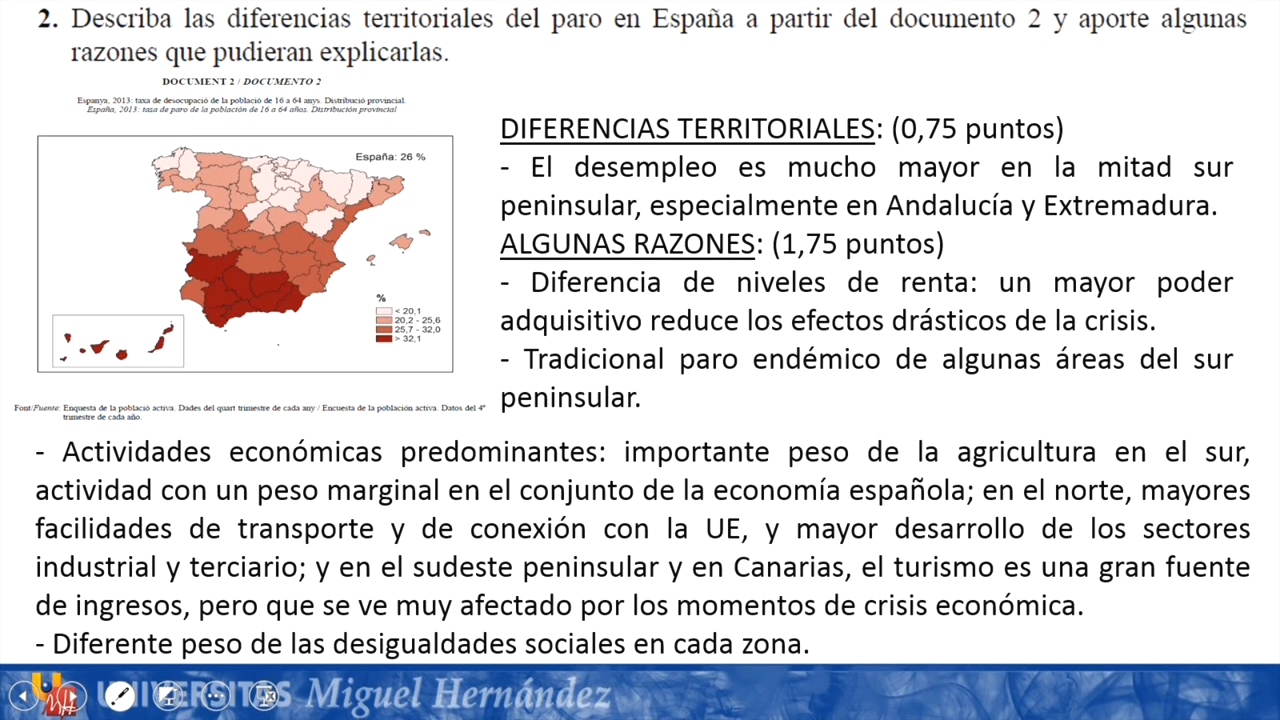 2. Describa las diferencias territoriales del paro en España a partir del documento 2 y aporte algunas
razones que pudieran explicarlas.
DOCUMENT 2 / DOCUMENTO 2
Espanya, 2013: taxa de desocupació de la població de 16 a 64 anys. Distribució provincial.
España, 2013: tasa de paro de la población de 16 a 64 años. Distribución provincial
España: 26 %
%
< 20,1
20,2 - 25,6
25,7 - 32,0
> 32,1
Font/Fuente: Enquesta de la població activa. Dades del quart trimestre de cada any / Encuesta de la población activa. Datos del 4º
trimestre de cada año.
DIFERENCIAS TERRITORIALES: (0,75 puntos)
- El desempleo es mucho mayor en la mitad sur
peninsular, especialmente en Andalucía y Extremadura.
ALGUNAS RAZONES: (1,75 puntos)
- Diferencia de niveles de renta: un mayor poder
adquisitivo reduce los efectos drásticos de la crisis.
- Tradicional paro endémico de algunas áreas del sur
peninsular.
- Actividades económicas predominantes: importante peso de la agricultura en el sur,
actividad con un peso marginal en el conjunto de la economía española; en el norte, mayores
facilidades de transporte y de conexión con la UE, y mayor desarrollo de los sectores
industrial y terciario; y en el sudeste peninsular y en Canarias, el turismo es una gran fuente
de ingresos, pero que se ve muy afectado por los momentos de crisis económica.
- Diferente peso de las desigualdades sociales en cada zona.
UNIVERSITAS Miguel Hernández